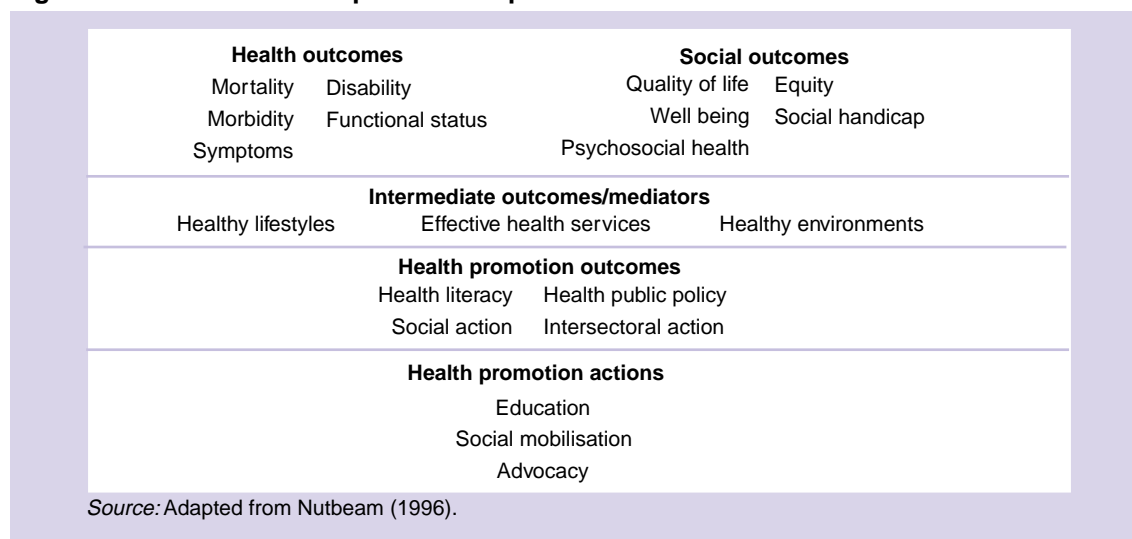 Health outcomes
Mortality Disability
Morbidity Functional status
Symptoms
Social outcomes
Quality of life Equity
Well being Social handicap
Psychosocial health
Intermediate outcomes/mediators
Healthy lifestyles Effective health services Healthy environments
Health promotion outcomes
Health literacy Health public policy
Social action Intersectoral action
Health promotion actions
Education
Social mobilisation
Advocacy
Source: Adapted from Nutbeam (1996).